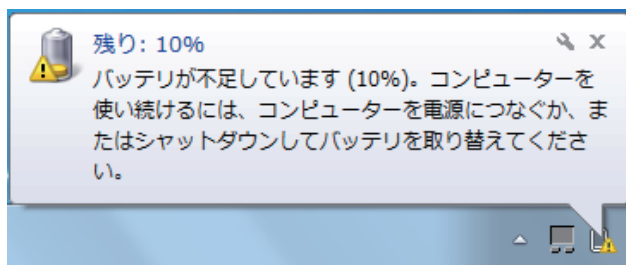 残り: 10%
バッテリが不足しています (10%)。コンピューターを
使い続けるには、コンピューターを電源につなぐか、ま
たはシャットダウンしてバッテリを取り替えてくださ
い。